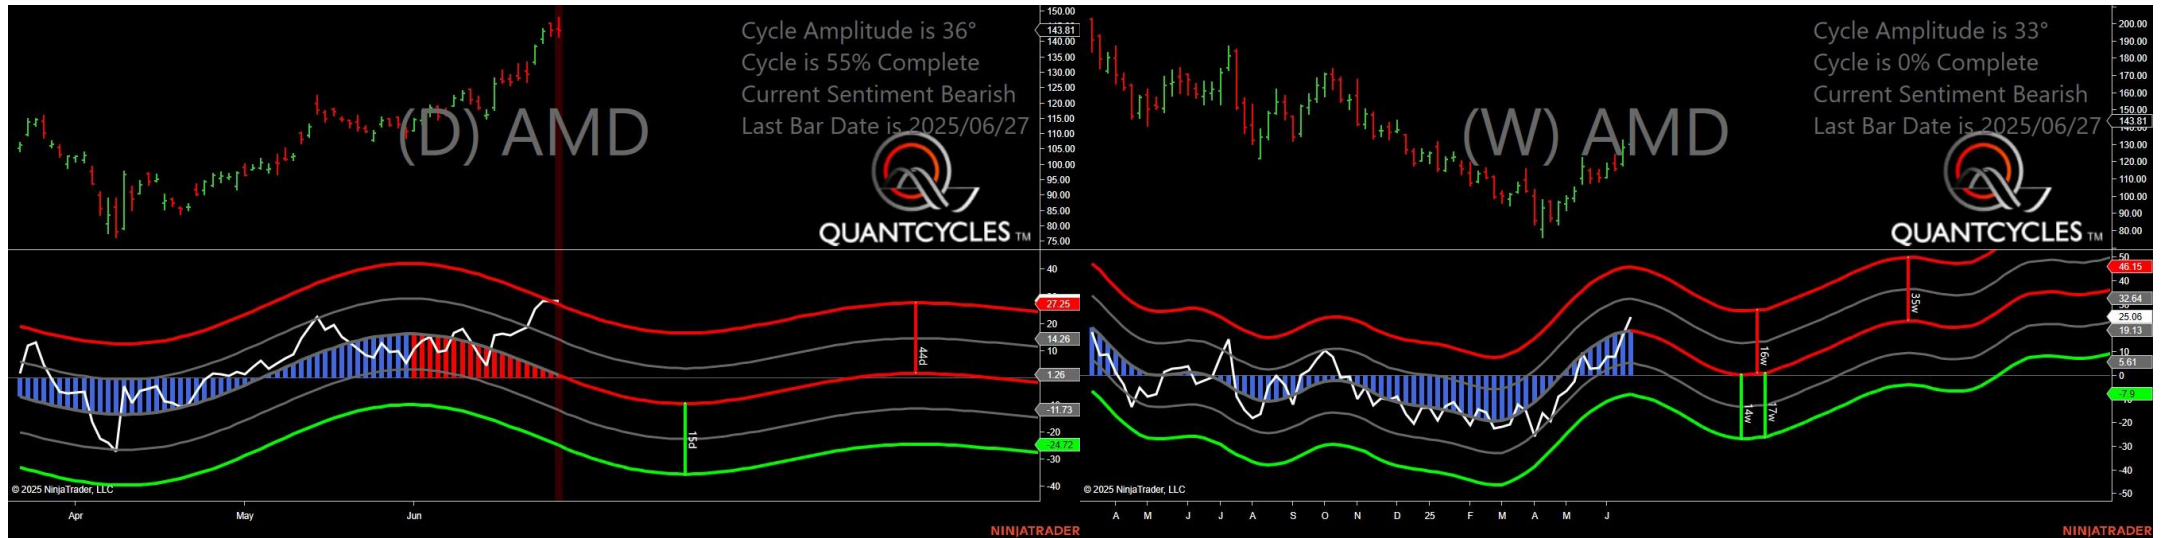 Cycle Amplitude is 36°
Cycle is 55% Complete
Current Sentiment Bearish
Last Bar Date is 2025/06/27
(D) AMD
QUANTCYCLES TM
150.00
143.81
140.00
135.00
130.00
125.00
120.00
115.00
110.00
105.00
100.00
95.00
90.00
85.00
80.00
75.00
40
27.25
20
14.26
10
1.26
-11.73
-20
-24.72
-30
-40
44d
15d
© 2025 NinjaTrader, LLC
Apr May Jun
NINJATRADER
Cycle Amplitude is 33°
Cycle is 0% Complete
Current Sentiment Bearish
Last Bar Date is 2025/06/27
(W) AMD
QUANTCYCLES TM
200.00
190.00
180.00
170.00
160.00
150.00
143.81
130.00
120.00
110.00
100.00
90.00
80.00
50
46.15
40
32.64
25.06
19.13
10
5.61
0
-7.9
-20
-30
-40
-50
35w
16w
14w
17w
© 2025 NinjaTrader, LLC
A M J J A S O N D 25 F M A M J
NINJATRADER